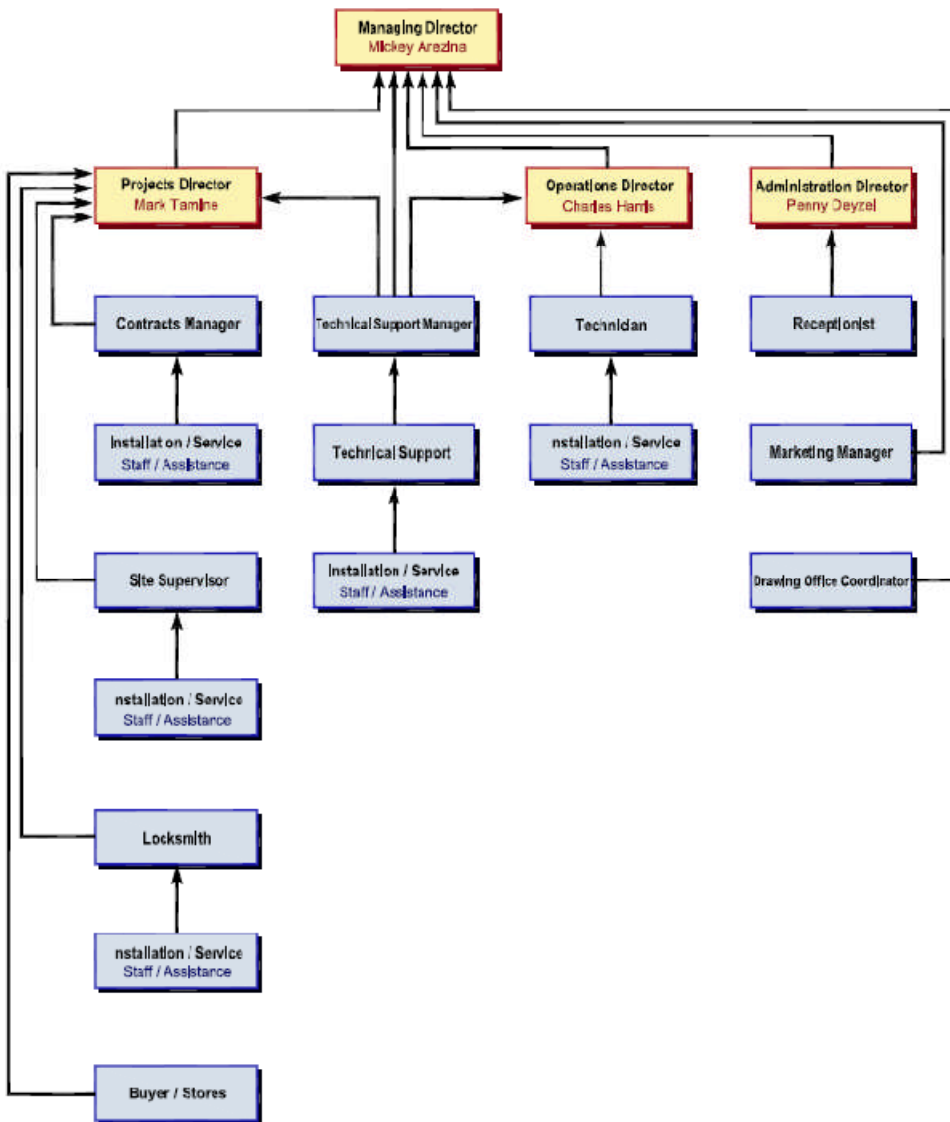 Managing Director
Mickey Arezina
Projects Director
Mark Tamine
Operations Director
Charles Harris
Administration Director
Penny Deyzel
Contracts Manager
Technical Support Manager
Technician
Receptionist
Installation / Service
Staff / Assistance
Technical Support
nstallation / Service
Staff / Assistance
Marketing Manager
Site Supervisor
Installation / Service
Staff / Assistance
Drawing Office Coordinator
nstallation / Service
Staff / Assistance
Locksmith
nstallation / Service
Staff / Assistance
Buyer / Stores